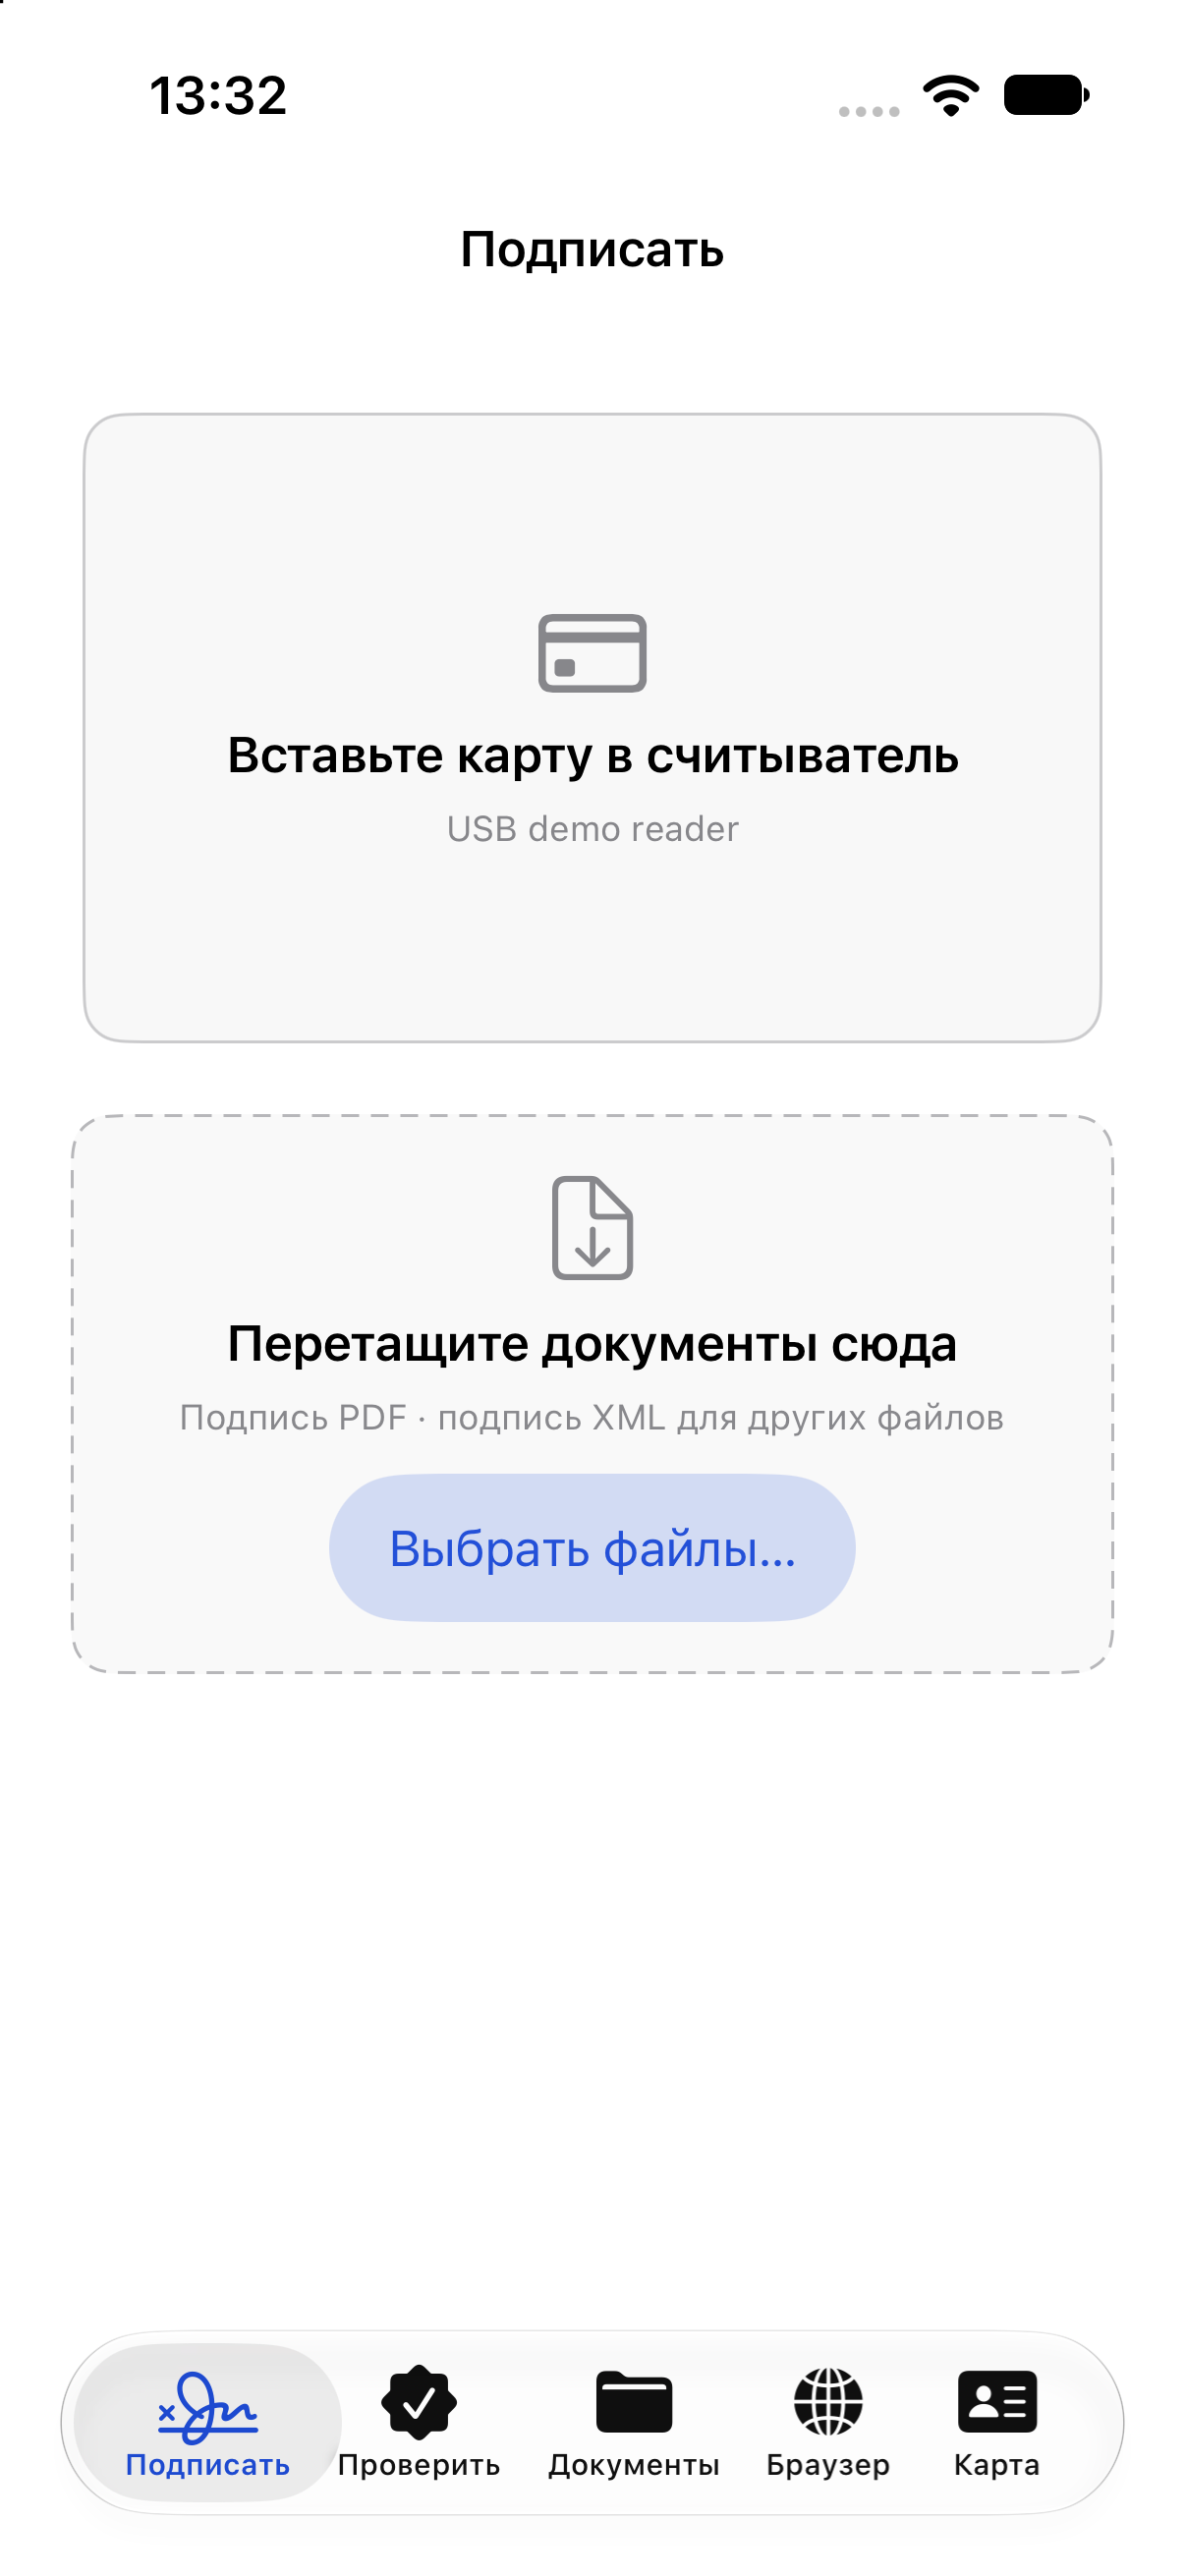 13:32
Подписать
Вставьте карту в считыватель
USB demo reader
Перетащите документы сюда
Подпись PDF · подпись XML для других файлов
Выбрать файлы...
Подписать
Проверить
Документы
Браузер
Карта